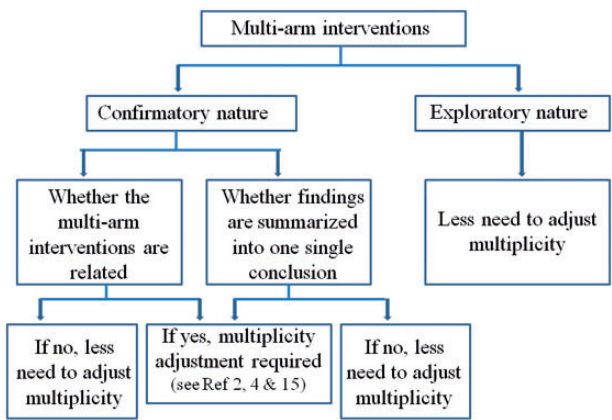 Multi-arm interventions
Confirmatory nature
Exploratory nature
Whether the
multi-arm
interventions are
related
Whether findings
are summarized
into one single
conclusion
Less need to adjust
multiplicity
If no, less
need to adjust
multiplicity
If yes, multiplicity
adjustment required
(see Ref 2, 4 & 15)
If no, less
need to adjust
multiplicity